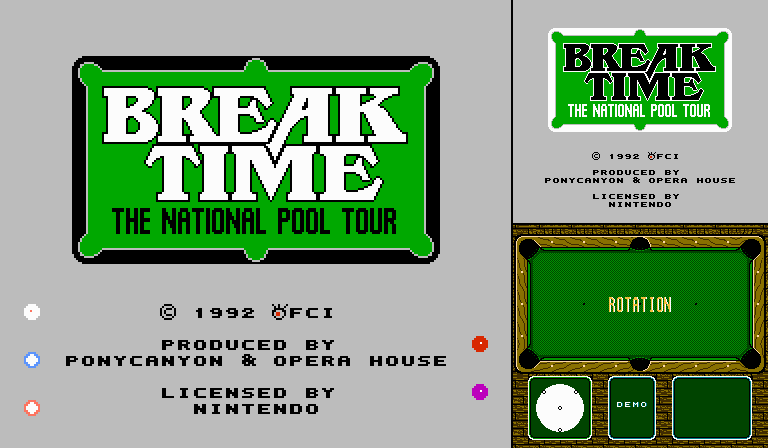 BREAK
TIME
THE NATIONAL POOL TOUR
© 1992 FCI
PRODUCED BY
PONYCANYON & OPERA HOUSE
LICENSED BY
NINTENDO
BREAK
TIME
THE NATIONAL POOL TOUR
© 1992 FCI
PRODUCED BY
PONYCANYON & OPERA HOUSE
LICENSED BY
NINTENDO
ROTATION
DEMO